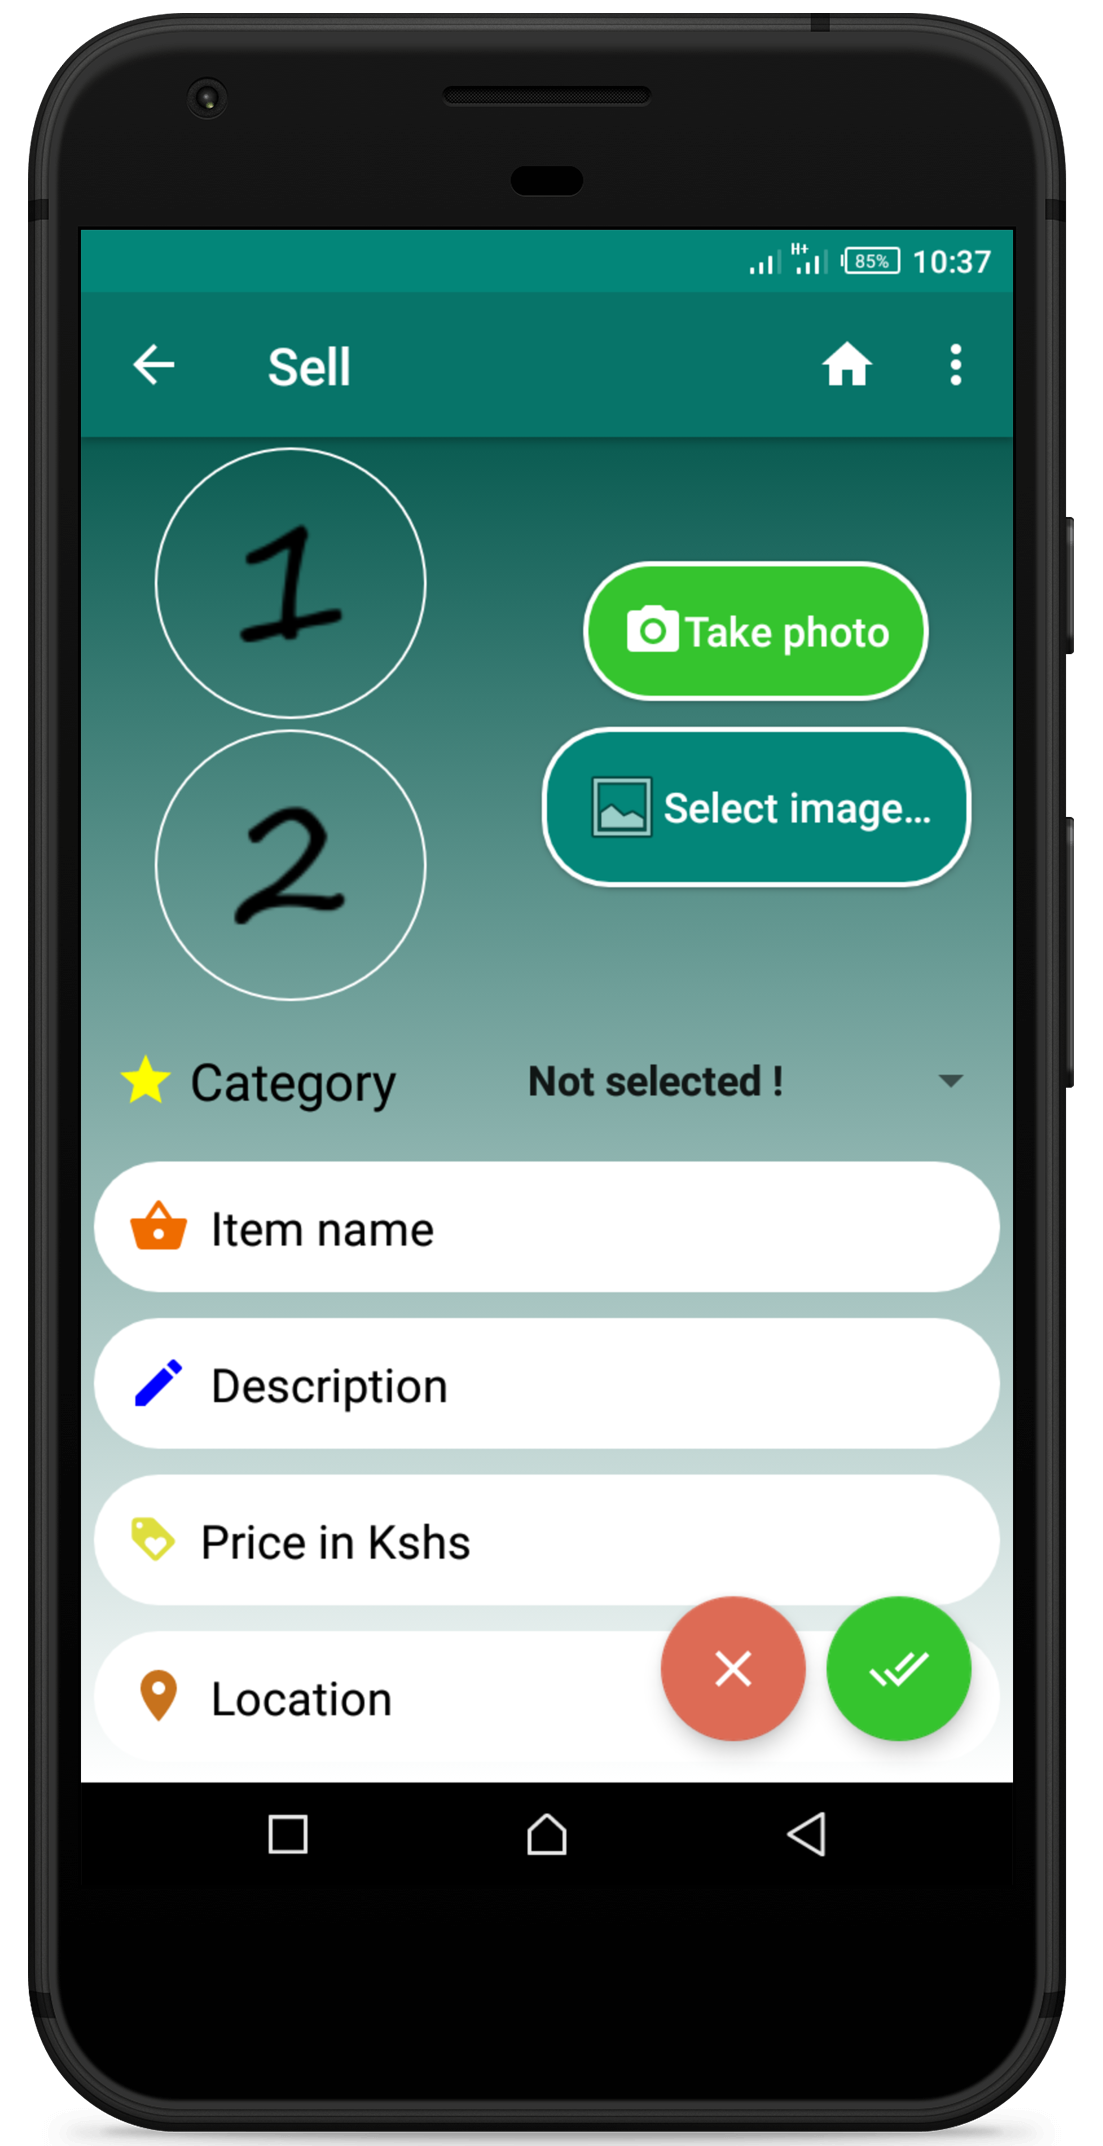 H+ 85% 10:37
Sell
1
Take photo
Select image...
2
Category Not selected !
Item name
Description
Price in Kshs
Location